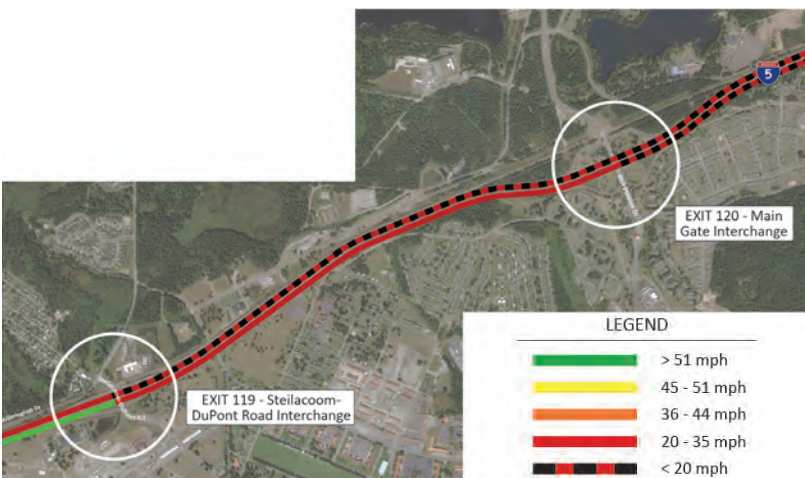 5
EXIT 120 - Main
Gate Interchange
EXIT 119 - Steilacoom-
DuPont Road Interchange
LEGEND
> 51 mph
45 - 51 mph
36 - 44 mph
20 - 35 mph
< 20 mph